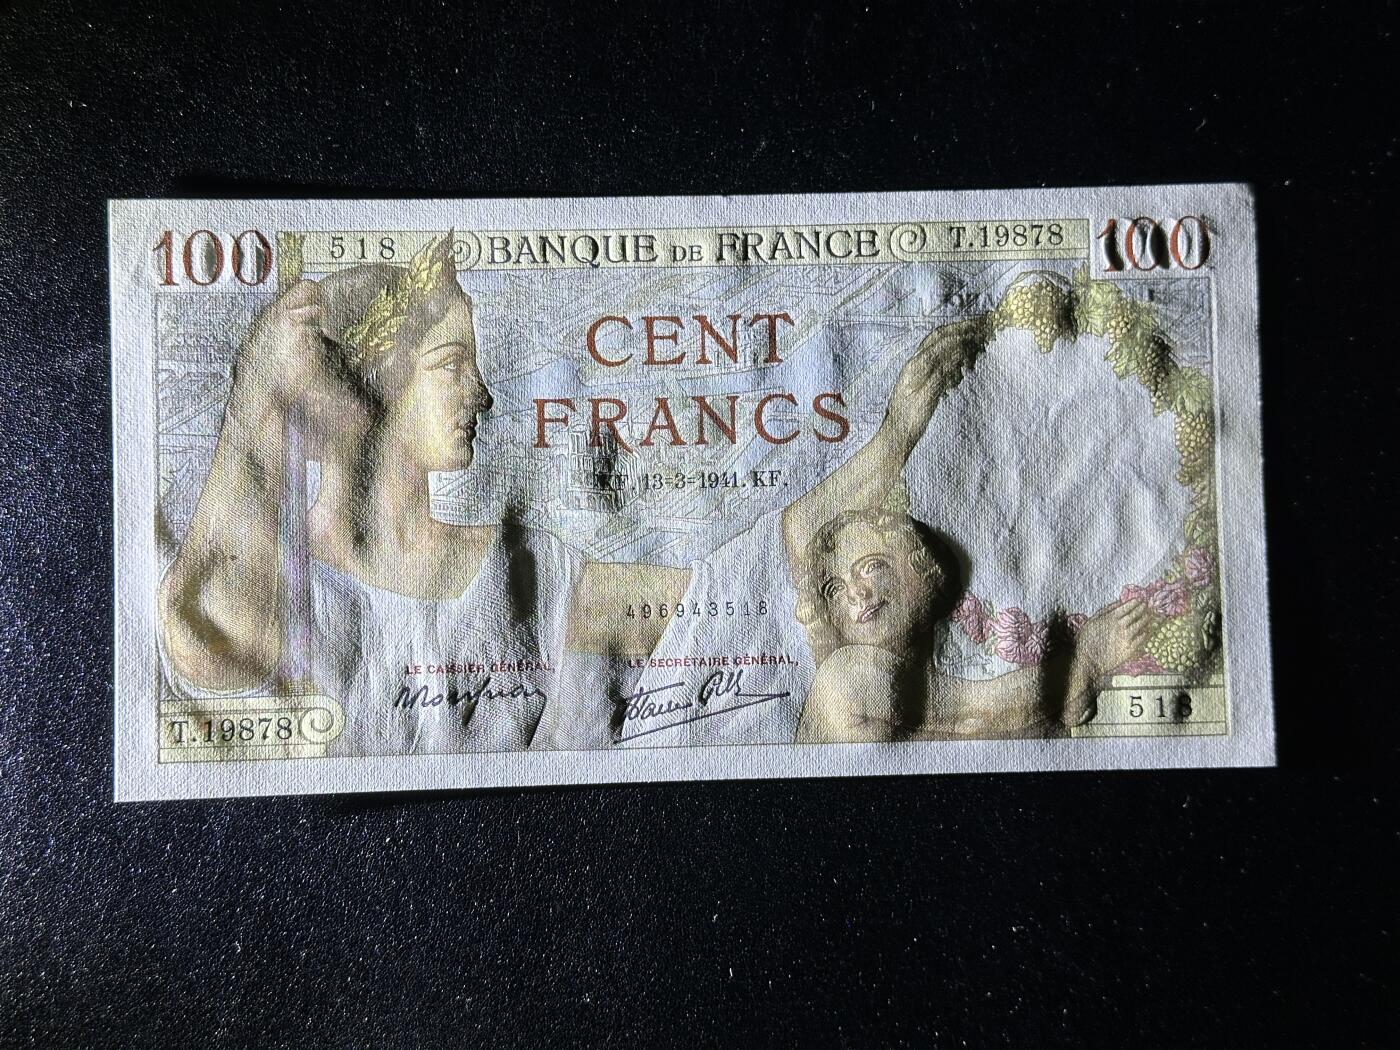 100 518 BANQUE DE FRANCE T.19878 100
CENT
FRANCS
KF. 13=3=1941. KF.
496943518
LE CAISSIER GÉNÉRAL,
LE SECRÉTAIRE GÉNÉRAL,
T.19878
518